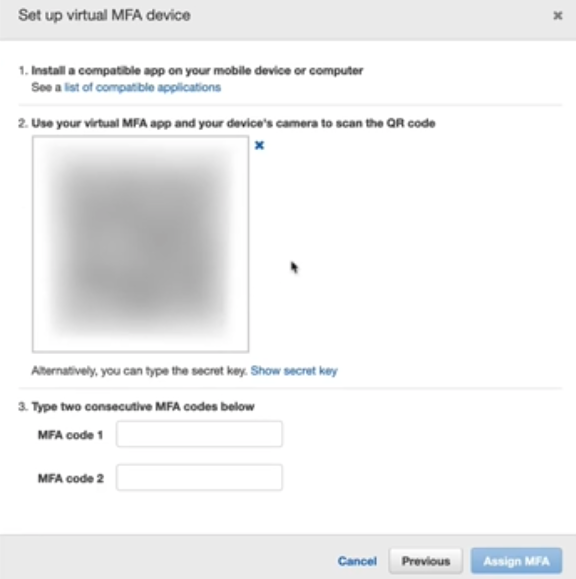 Set up virtual MFA device
1. Install a compatible app on your mobile device or computer
See a list of compatible applications
2. Use your virtual MFA app and your device's camera to scan the QR code
Alternatively, you can type the secret key. Show secret key
3. Type two consecutive MFA codes below
MFA code 1
MFA code 2
Cancel Previous Assign MFA